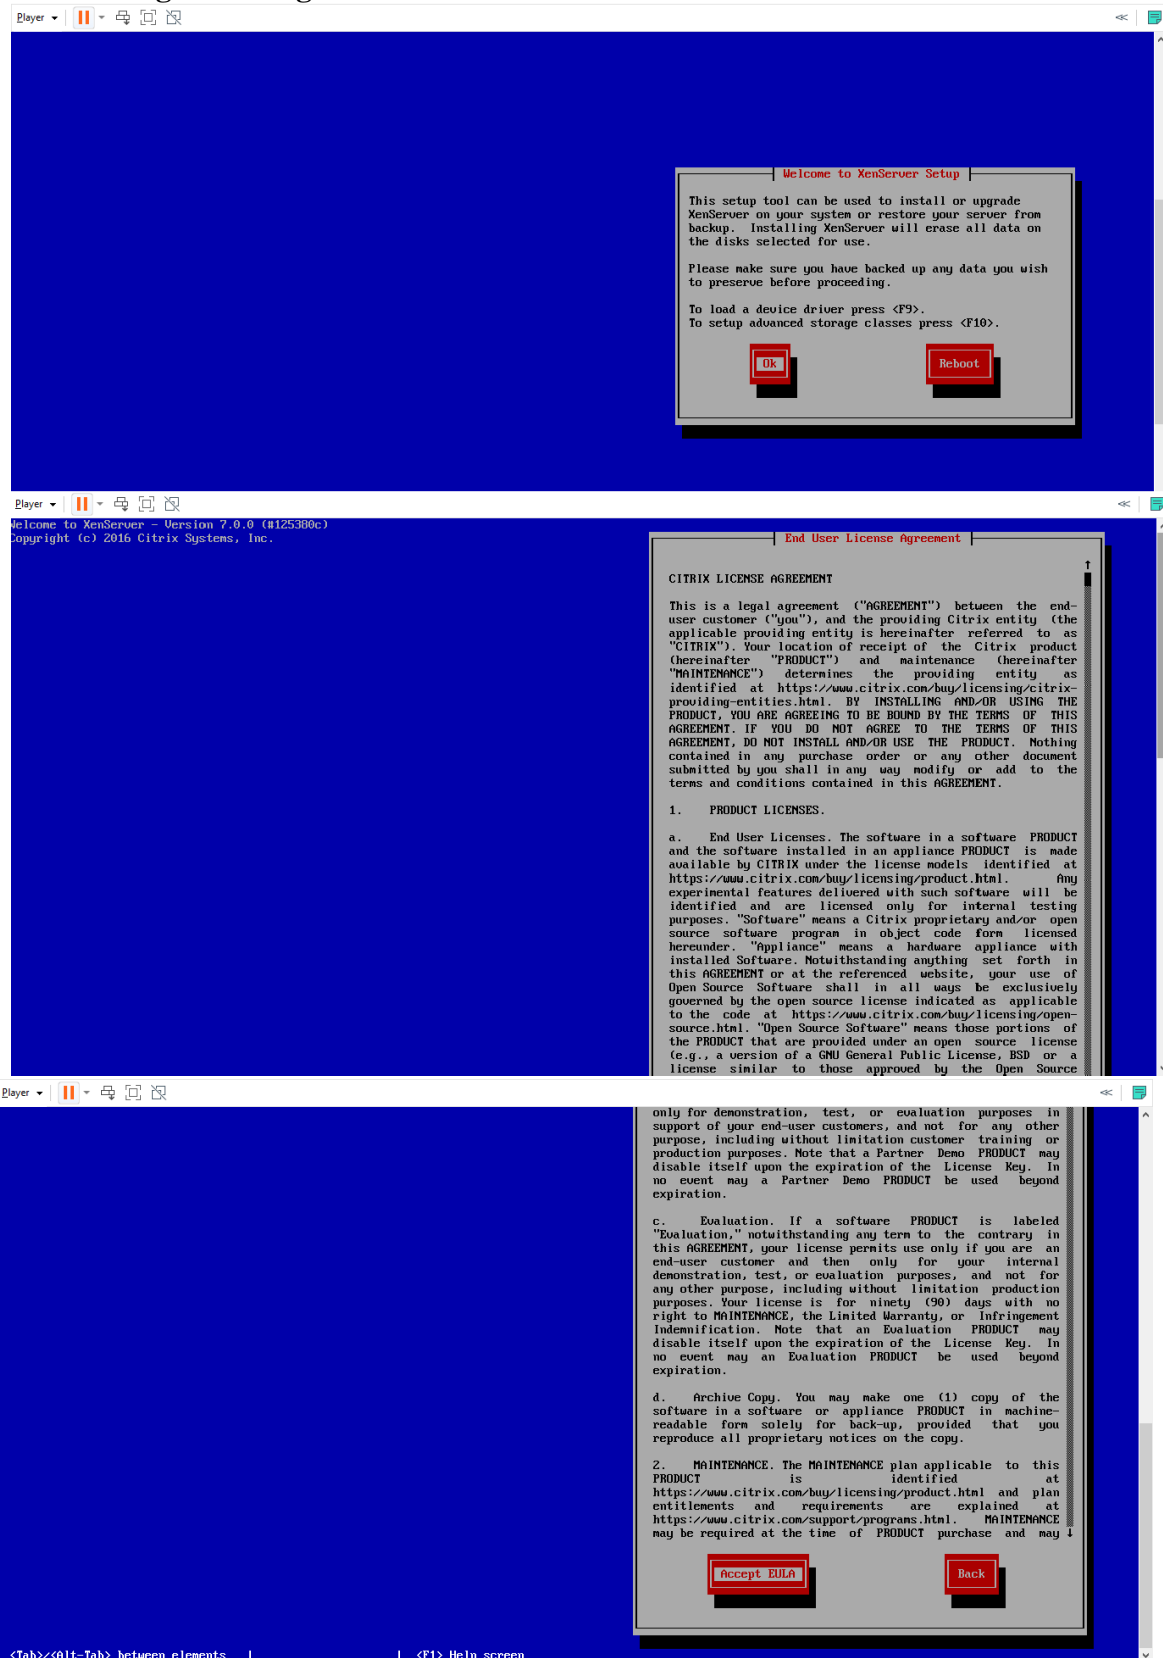 Player
Welcome to XenServer Setup
This setup tool can be used to install or upgrade
XenServer on your system or restore your server from
backup.  Installing XenServer will erase all data on
the disks selected for use.
Please make sure you have backed up any data you wish
to preserve before proceeding.
To load a device driver press <F9>.
To setup advanced storage classes press <F10>.
Ok Reboot
Player
Welcome to XenServer - Version 7.0.0 (#125380c)
Copyright (c) 2016 Citrix Systems, Inc.
End User License Agreement
CITRIX LICENSE AGREEMENT
This is a legal agreement ("AGREEMENT") between the end-
user customer ("you"), and the providing Citrix entity (the
applicable providing entity is hereinafter referred to as
"CITRIX"). Your location of receipt of the Citrix product
(hereinafter "PRODUCT") and maintenance (hereinafter
"MAINTENANCE") determines the providing entity as
identified at https://www.citrix.com/buy/licensing/citrix-
providing-entities.html. BY INSTALLING AND/OR USING THE
PRODUCT, YOU ARE AGREEING TO BE BOUND BY THE TERMS OF THIS
AGREEMENT. IF YOU DO NOT AGREE TO THE TERMS OF THIS
AGREEMENT, DO NOT INSTALL AND/OR USE THE PRODUCT. Nothing
contained in any purchase order or any other document
submitted by you shall in any way modify or add to the
terms and conditions contained in this AGREEMENT.
1. PRODUCT LICENSES.
a. End User Licenses. The software in a software PRODUCT
and the software installed in an appliance PRODUCT is made
available by CITRIX under the license models identified at
https://www.citrix.com/buy/licensing/product.html. Any
experimental features delivered with such software will be
identified and are licensed only for internal testing
purposes. "Software" means a Citrix proprietary and/or open
source software program in object code form licensed
hereunder. "Appliance" means a hardware appliance with
installed Software. Notwithstanding anything set forth in
this AGREEMENT or at the referenced website, your use of
Open Source Software shall in all ways be exclusively
governed by the open source license indicated as applicable
to the code at https://www.citrix.com/buy/licensing/open-
source.html. "Open Source Software" means those portions of
the PRODUCT that are provided under an open source license
(e.g., a version of a GNU General Public License, BSD or a
license similar to those approved by the Open Source
Player
only for demonstration, test, or evaluation purposes in
support of your end-user customers, and not for any other
purpose, including without limitation customer training or
production purposes. Note that a Partner Demo PRODUCT may
disable itself upon the expiration of the License Key. In
no event may a Partner Demo PRODUCT be used beyond
expiration.
c. Evaluation. If a software PRODUCT is labeled
"Evaluation," notwithstanding any term to the contrary in
this AGREEMENT, your license permits use only if you are an
end-user customer and then only for your internal
demonstration, test, or evaluation purposes, and not for
any other purpose, including without limitation production
purposes. Your license is for ninety (90) days with no
right to MAINTENANCE, the Limited Warranty, or Infringement
Indemnification. Note that an Evaluation PRODUCT may
disable itself upon the expiration of the License Key. In
no event may an Evaluation PRODUCT be used beyond
expiration.
d. Archive Copy. You may make one (1) copy of the
software in a software or appliance PRODUCT in machine-
readable form solely for back-up, provided that you
reproduce all proprietary notices on the copy.
2. MAINTENANCE. The MAINTENANCE plan applicable to this
PRODUCT is identified at
https://www.citrix.com/buy/licensing/product.html and plan
entitlements and requirements are explained at
https://www.citrix.com/support/programs.html. MAINTENANCE
may be required at the time of PRODUCT purchase and may
Accept EULA Back
<Tab>/<Alt-Tab> between elements | | <F1> Help screen